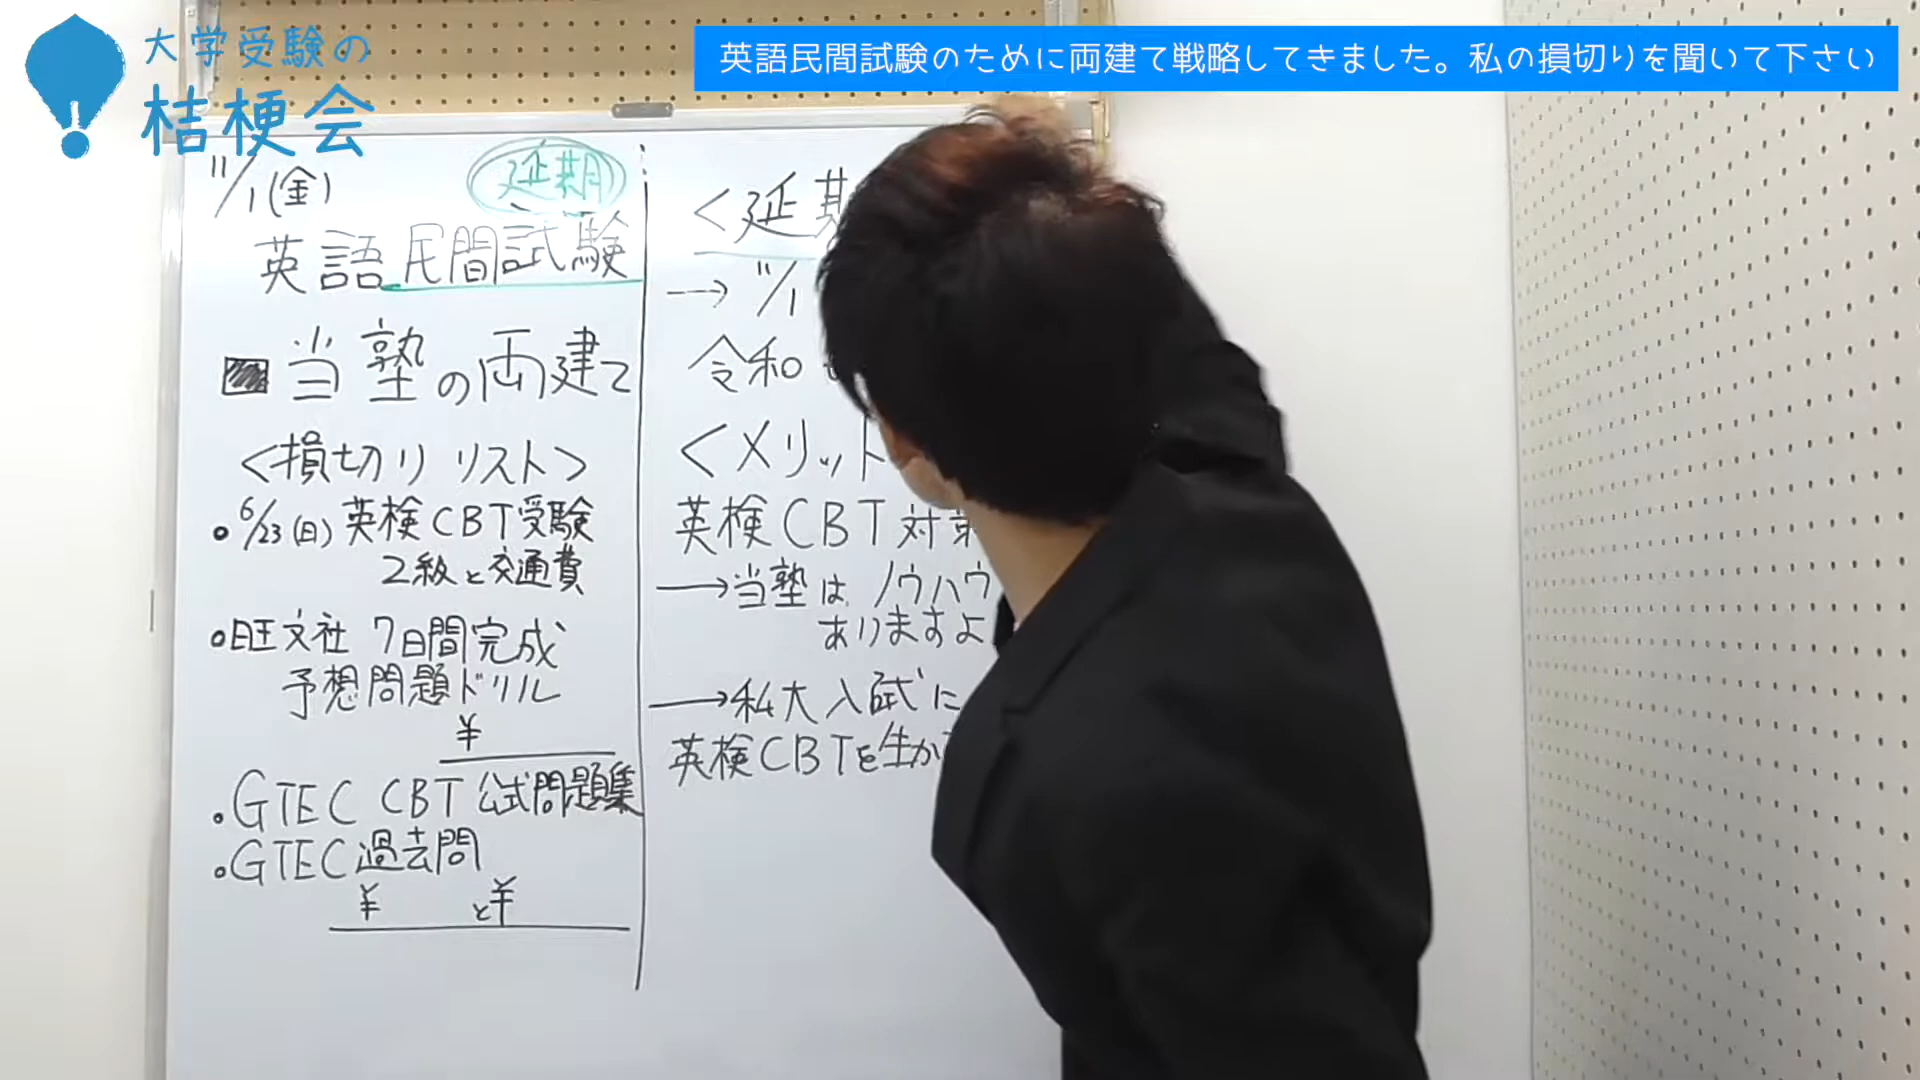 大学受験の
桔梗会
英語民間試験のために両建て戦略してきました。私の損切りを聞いて下さい
11/1(金)
延期
英語民間試験
当塾の両建て
<損切りリスト>
•6/23(日)英検CBT受験
2級と交通費
•旺文社 7日間完成
予想問題ドリル
¥
•GTEC CBT 公式問題集
•GTEC過去問
¥ と¥
<延期
→ 11/1
令和
<メリット
英検CBT対策
→当塾はノウハウ
ありますよ
→私大入試に
英検CBTを生か